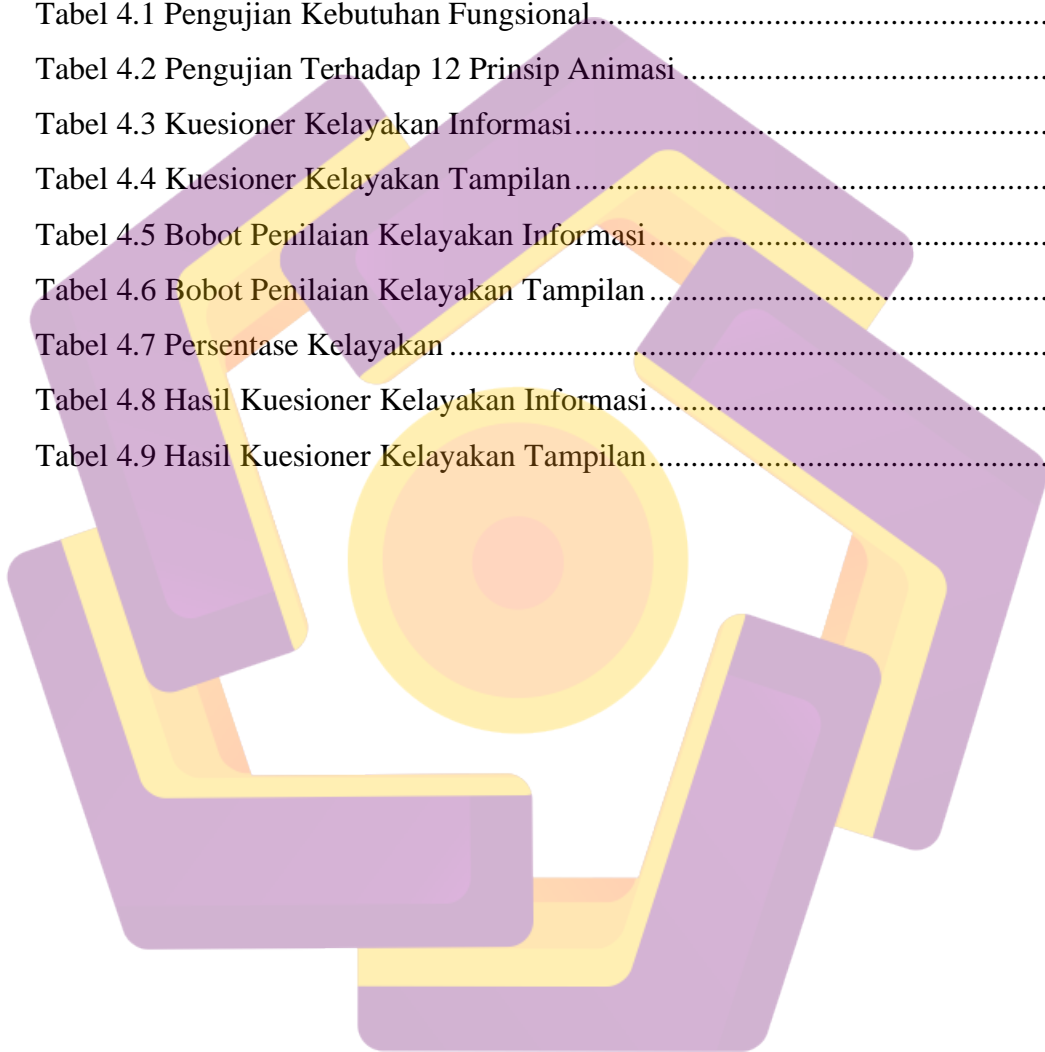 Tabel 4.1 Pengujian Kebutuhan Fungsional......................................................
Tabel 4.2 Pengujian Terhadap 12 Prinsip Animasi...........................................
Tabel 4.3 Kuesioner Kelayakan Informasi........................................................
Tabel 4.4 Kuesioner Kelayakan Tampilan........................................................
Tabel 4.5 Bobot Penilaian Kelayakan Informasi...............................................
Tabel 4.6 Bobot Penilaian Kelayakan Tampilan...............................................
Tabel 4.7 Persentase Kelayakan.......................................................................
Tabel 4.8 Hasil Kuesioner Kelayakan Informasi...............................................
Tabel 4.9 Hasil Kuesioner Kelayakan Tampilan...............................................